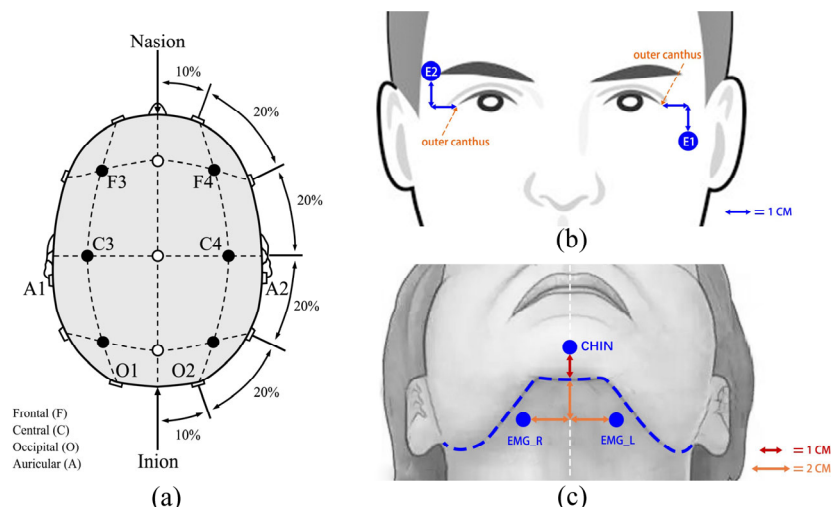 Nasion
10%
20%
F3
F4
20%
C3
C4
A1
A2
20%
O1
O2
20%
Frontal (F)
Central (C)
Occipital (O)
Auricular (A)
10%
Inion
(a)
E2
outer canthus
outer canthus
E1
= 1 CM
(b)
CHIN
EMG_R
EMG_L
= 1 CM
= 2 CM
(c)